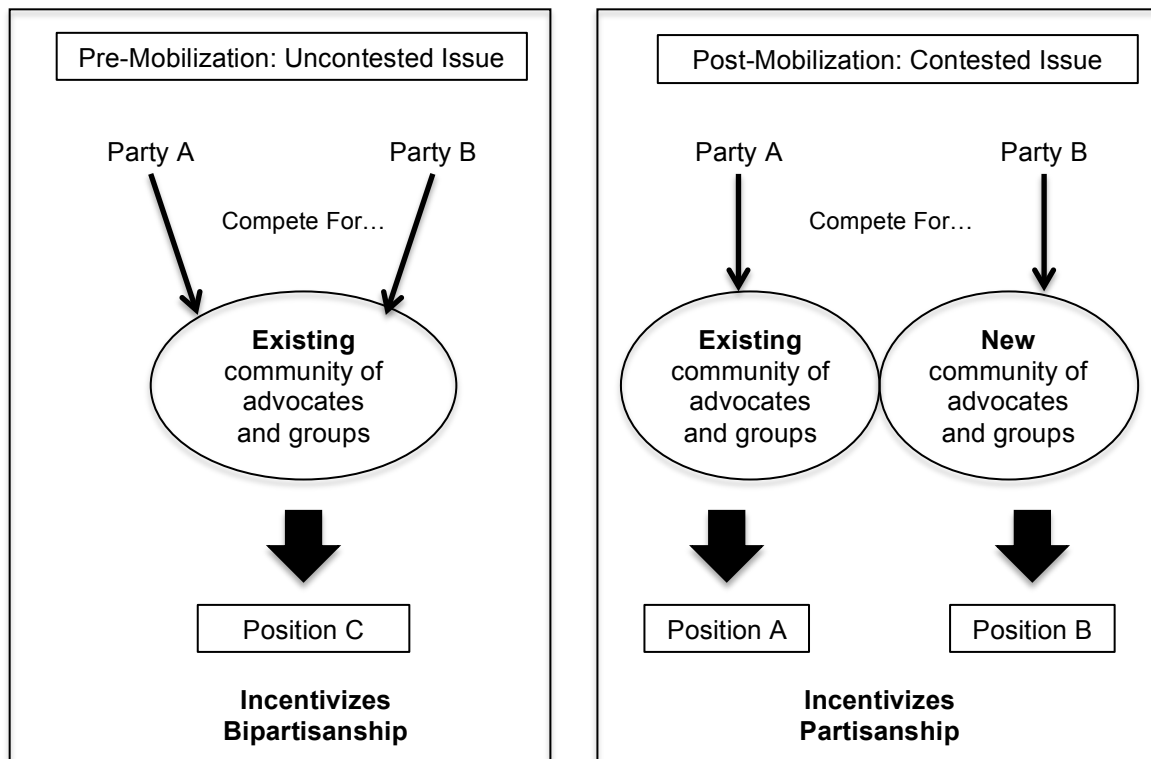 Pre-Mobilization: Uncontested Issue
Party A
Party B
Compete For…
Existing
community of
advocates
and groups
Position C
Incentivizes
Bipartisanship
Post-Mobilization: Contested Issue
Party A
Party B
Compete For…
Existing
community of
advocates
and groups
New
community of
advocates
and groups
Position A
Position B
Incentivizes
Partisanship